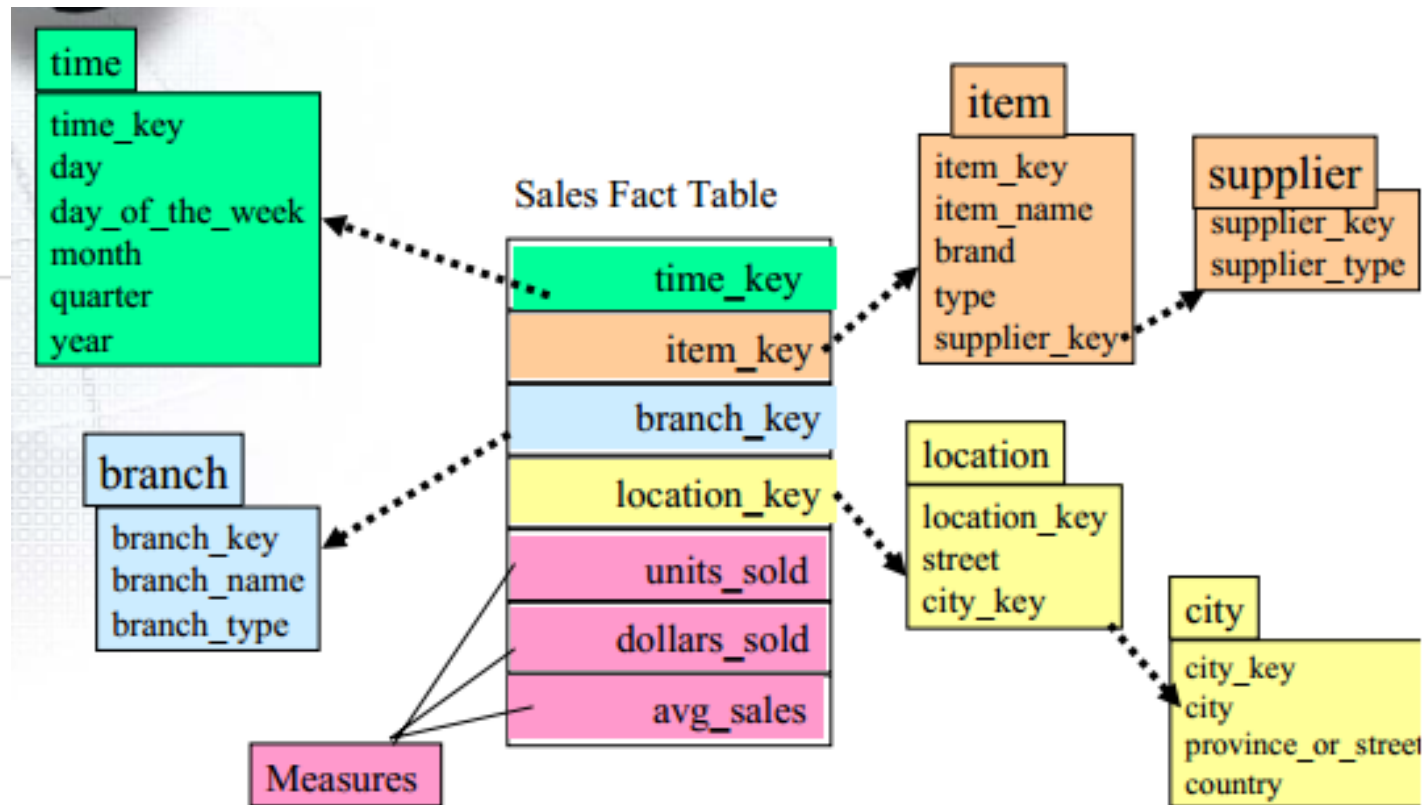 time
time_key
day
day_of_the_week
month
quarter
year
Sales Fact Table
time_key
item_key
branch_key
location_key
units_sold
dollars_sold
avg_sales
Measures
branch
branch_key
branch_name
branch_type
item
item_key
item_name
brand
type
supplier_key
supplier
supplier_key
supplier_type
location
location_key
street
city_key
city
city_key
city
province_or_street
country